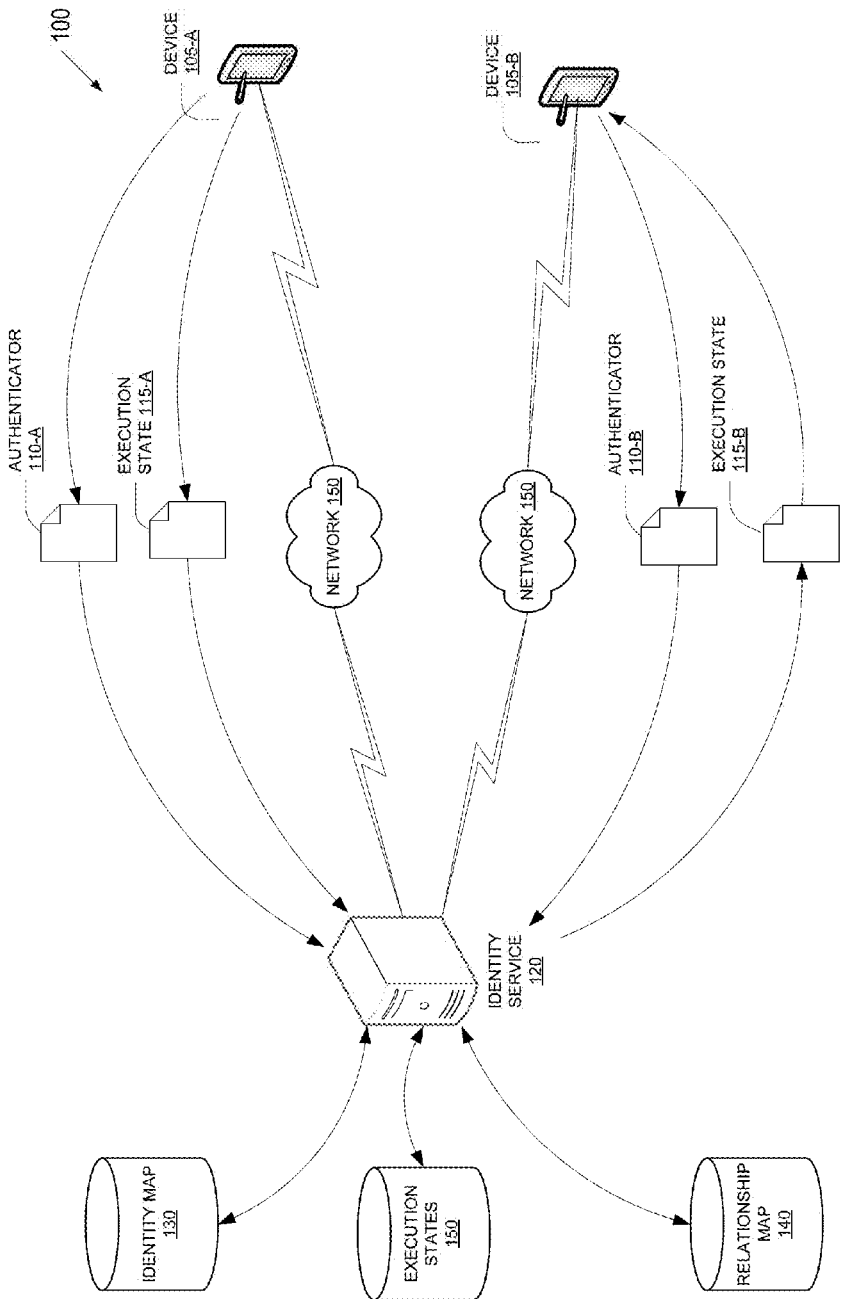 100
DEVICE
105-A
AUTHENTICATOR
110-A
EXECUTION
STATE 115-A
NETWORK 150
DEVICE
105-B
NETWORK 150
AUTHENTICATOR
110-B
EXECUTION STATE
115-B
IDENTITY
SERVICE
120
IDENTITY MAP
130
EXECUTION
STATES
150
RELATIONSHIP
MAP
140